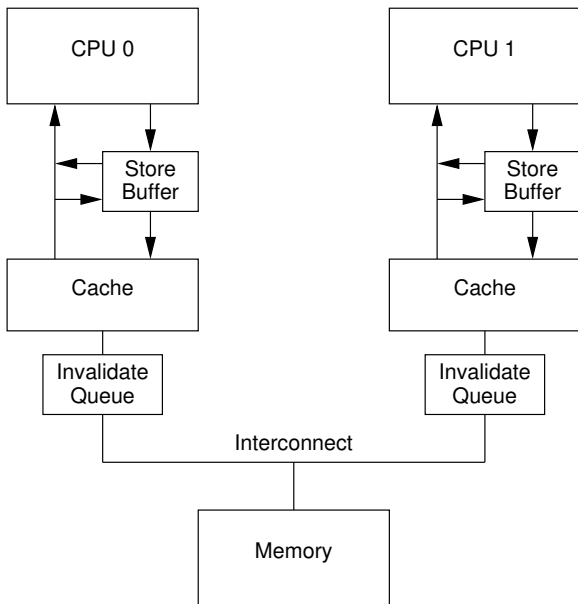 CPU 0
CPU 1
Store
Buffer
Store
Buffer
Cache
Cache
Invalidate
Queue
Invalidate
Queue
Interconnect
Memory